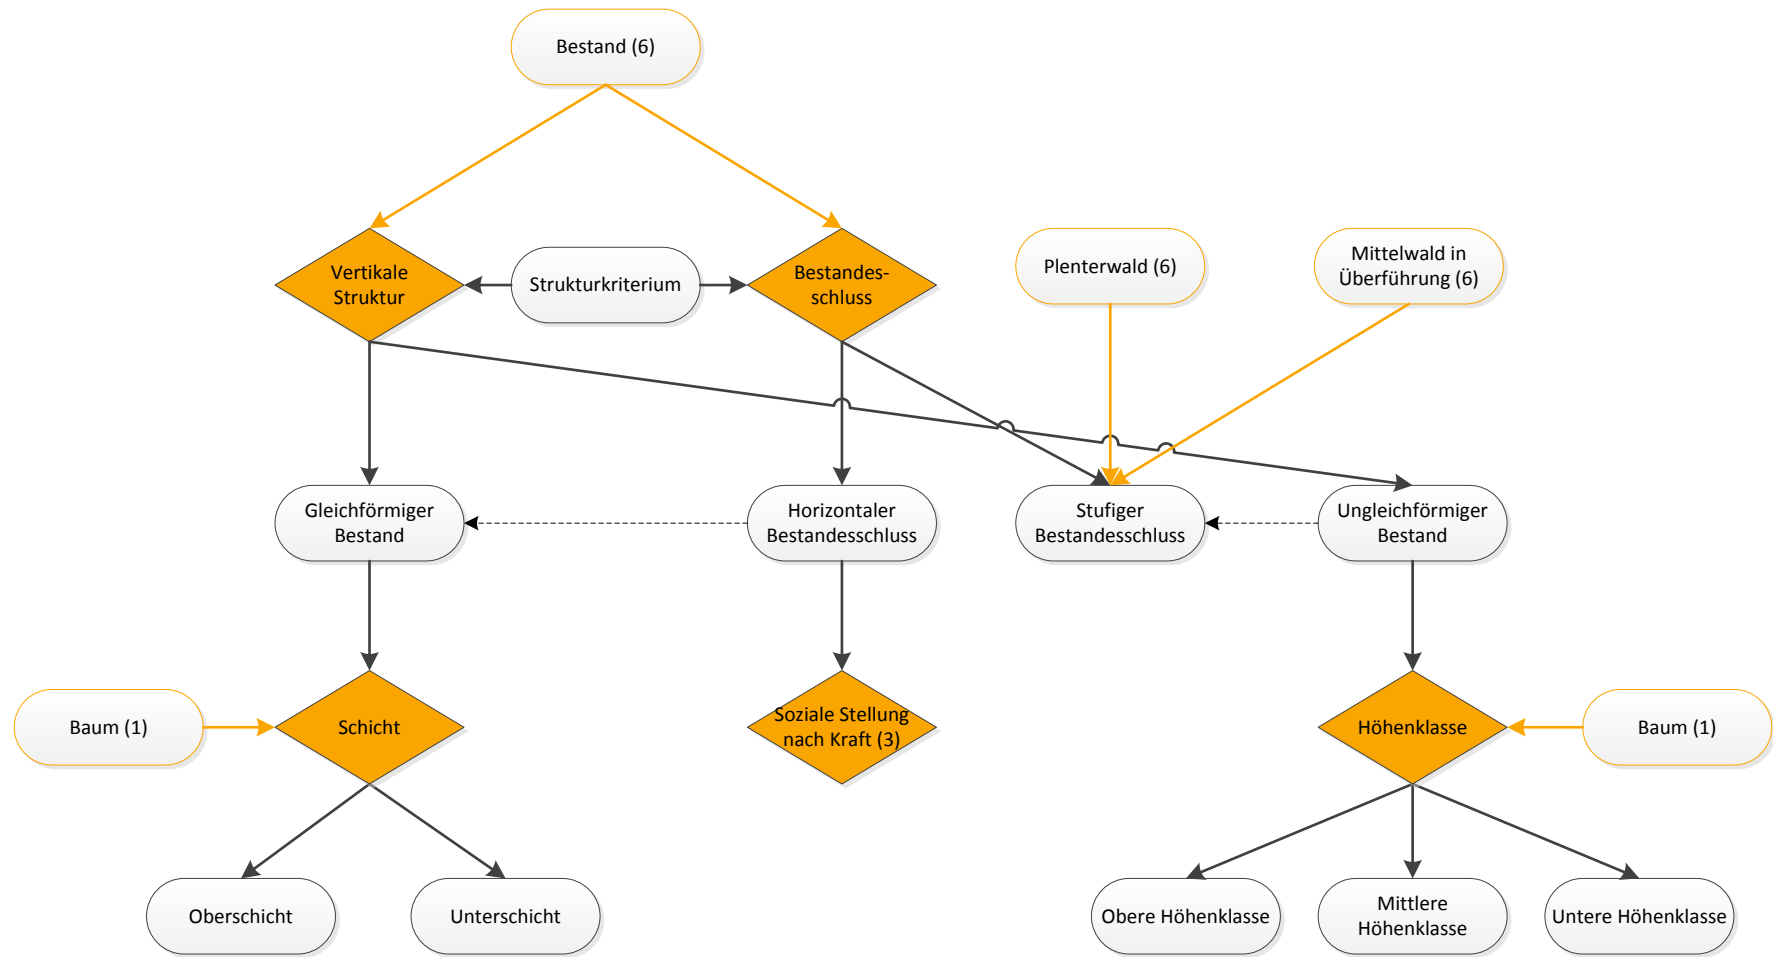 Bestand (6)
Vertikale
Struktur
Strukturkriterium
Bestandes-
schluss
Plenterwald (6)
Mittelwald in
Überführung (6)
Gleichförmiger
Bestand
Horizontaler
Bestandesschluss
Stufiger
Bestandesschluss
Ungleichförmiger
Bestand
Baum (1)
Schicht
Soziale Stellung
nach Kraft (3)
Höhenklasse
Baum (1)
Oberschicht
Unterschicht
Obere Höhenklasse
Mittlere
Höhenklasse
Untere Höhenklasse